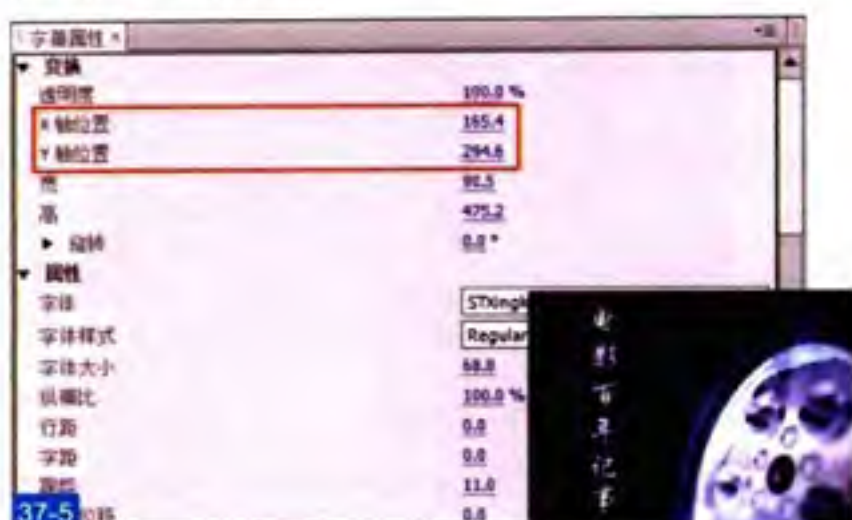 字幕属性 ×
▼ 变换
透明度 100.0 %
X 轴位置 165.4
Y 轴位置 294.6
宽 90.5
高 475.2
▶ 旋转 0.0 °
▼ 属性
字体
字体样式 Regular
字体大小 68.0
纵横比 100.0 %
行距 0.0
字距 0.0
跟踪 11.0
0.0
37-5
电影百年记事